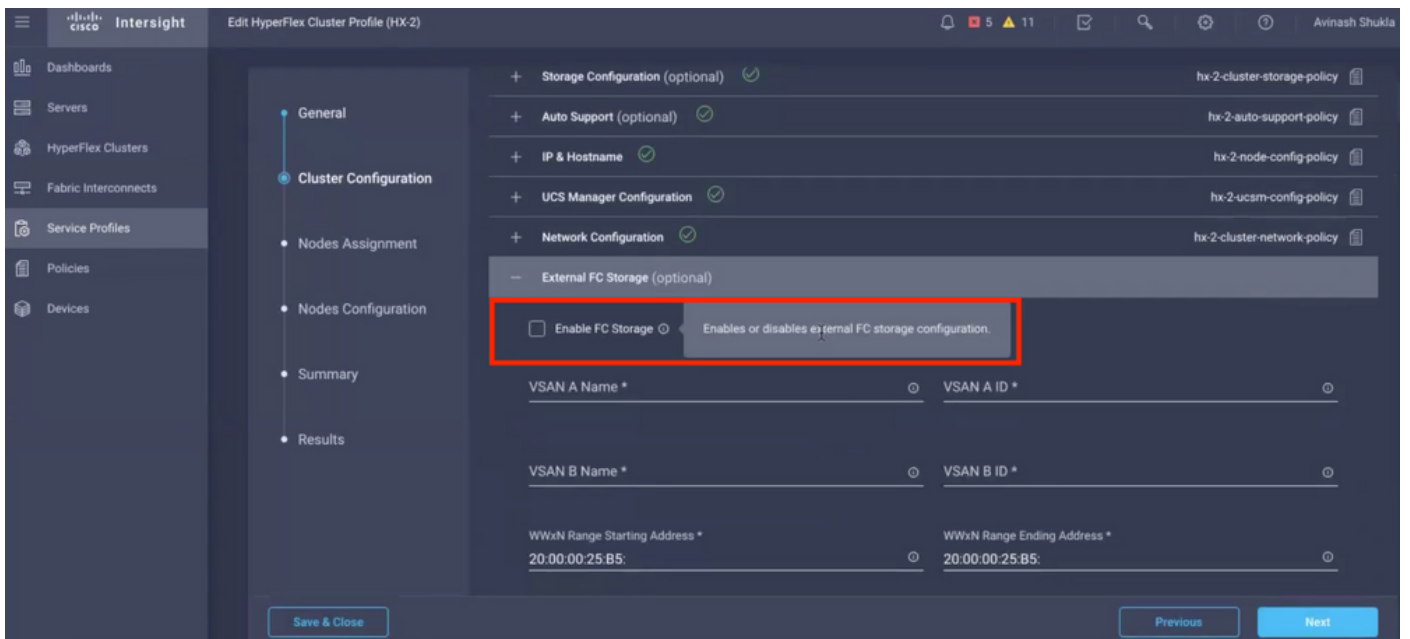 cisco Intersight
Edit HyperFlex Cluster Profile (HX-2)
5 11
Avinash Shukla
Dashboards
Servers
HyperFlex Clusters
Fabric Interconnects
Service Profiles
Policies
Devices
General
Cluster Configuration
Nodes Assignment
Nodes Configuration
Summary
Results
+ Storage Configuration (optional) hx-2-cluster-storage-policy
+ Auto Support (optional) hx-2-auto-support-policy
+ IP & Hostname hx-2-node-config-policy
+ UCS Manager Configuration hx-2-ucsm-config-policy
+ Network Configuration hx-2-cluster-network-policy
− External FC Storage (optional)
Enable FC Storage Enables or disables external FC storage configuration.
VSAN A Name * VSAN A ID *
VSAN B Name * VSAN B ID *
WWxN Range Starting Address * WWxN Range Ending Address *
20:00:00:25:B5: 20:00:00:25:B5:
Save & Close Previous Next